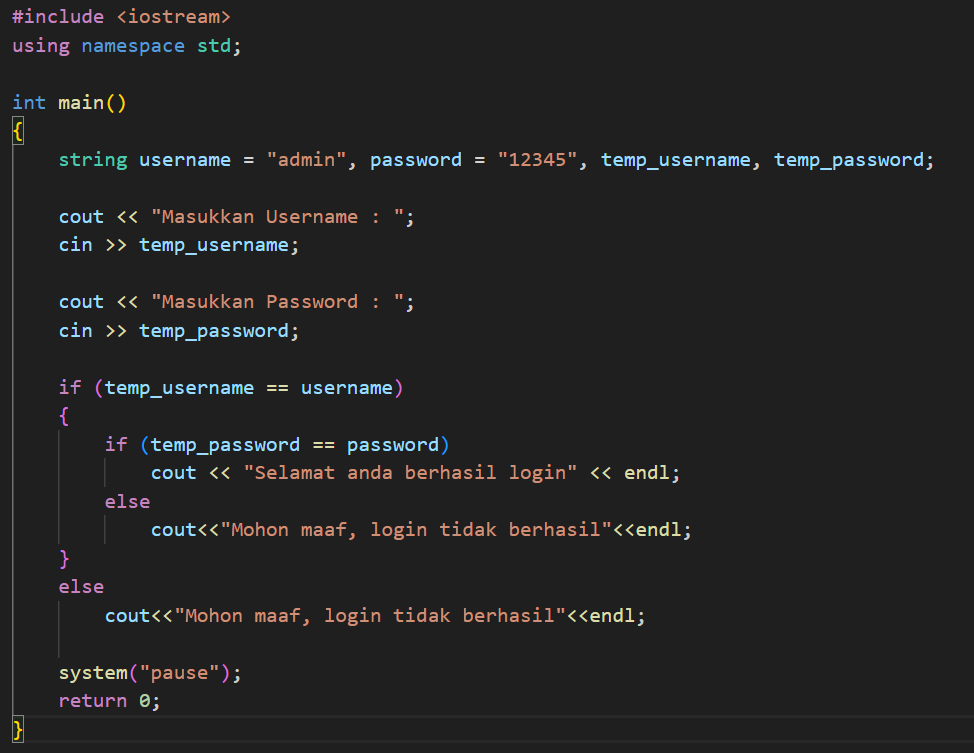 #include <iostream>
using namespace std;
int main()
{
string username = "admin", password = "12345", temp_username, temp_password;
cout << "Masukkan Username : ";
cin >> temp_username;
cout << "Masukkan Password : ";
cin >> temp_password;
if (temp_username == username)
{
if (temp_password == password)
cout << "Selamat anda berhasil login" << endl;
else
cout<<"Mohon maaf, login tidak berhasil"<<endl;
}
else
cout<<"Mohon maaf, login tidak berhasil"<<endl;
system("pause");
return 0;
}